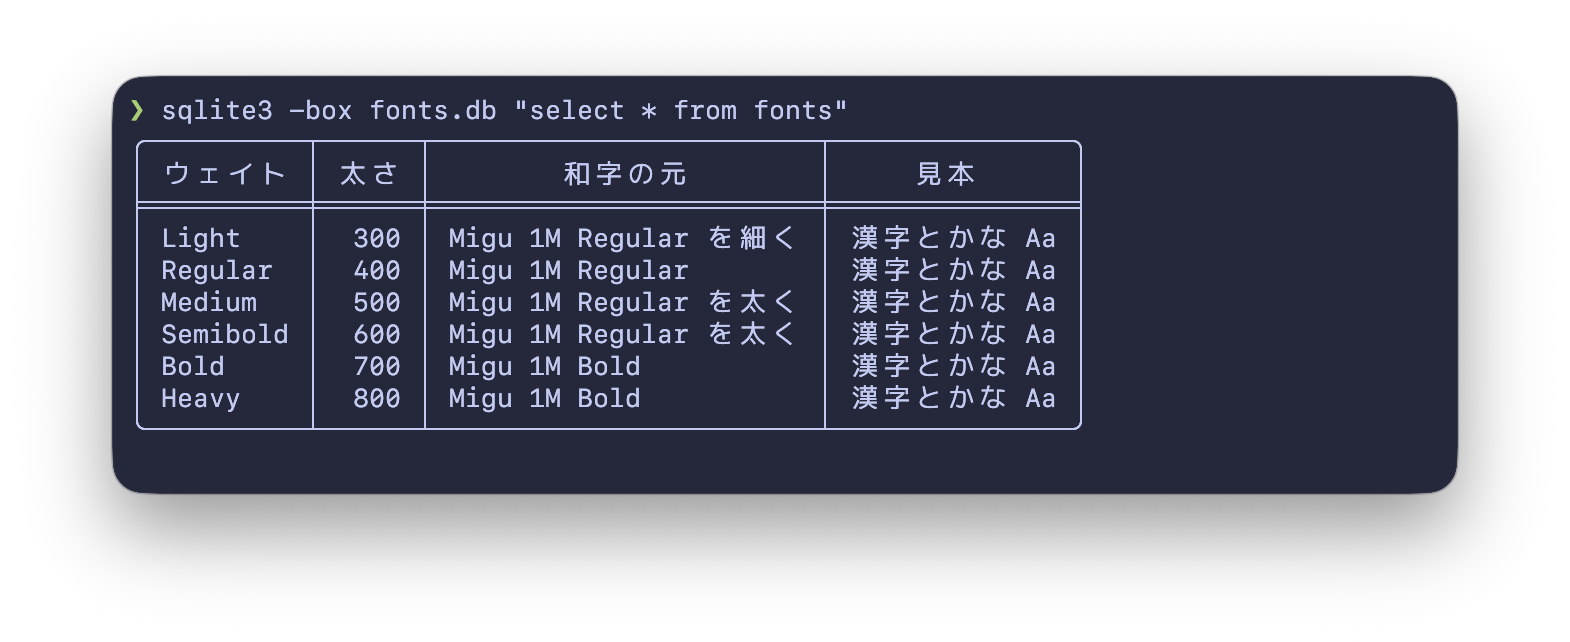 ❯ sqlite3 -box fonts.db "select * from fonts"
ウェイト 太さ 和字の元 見本
Light 300 Migu 1M Regular を細く 漢字とかな Aa
Regular 400 Migu 1M Regular 漢字とかな Aa
Medium 500 Migu 1M Regular を太く 漢字とかな Aa
Semibold 600 Migu 1M Regular を太く 漢字とかな Aa
Bold 700 Migu 1M Bold 漢字とかな Aa
Heavy 800 Migu 1M Bold 漢字とかな Aa